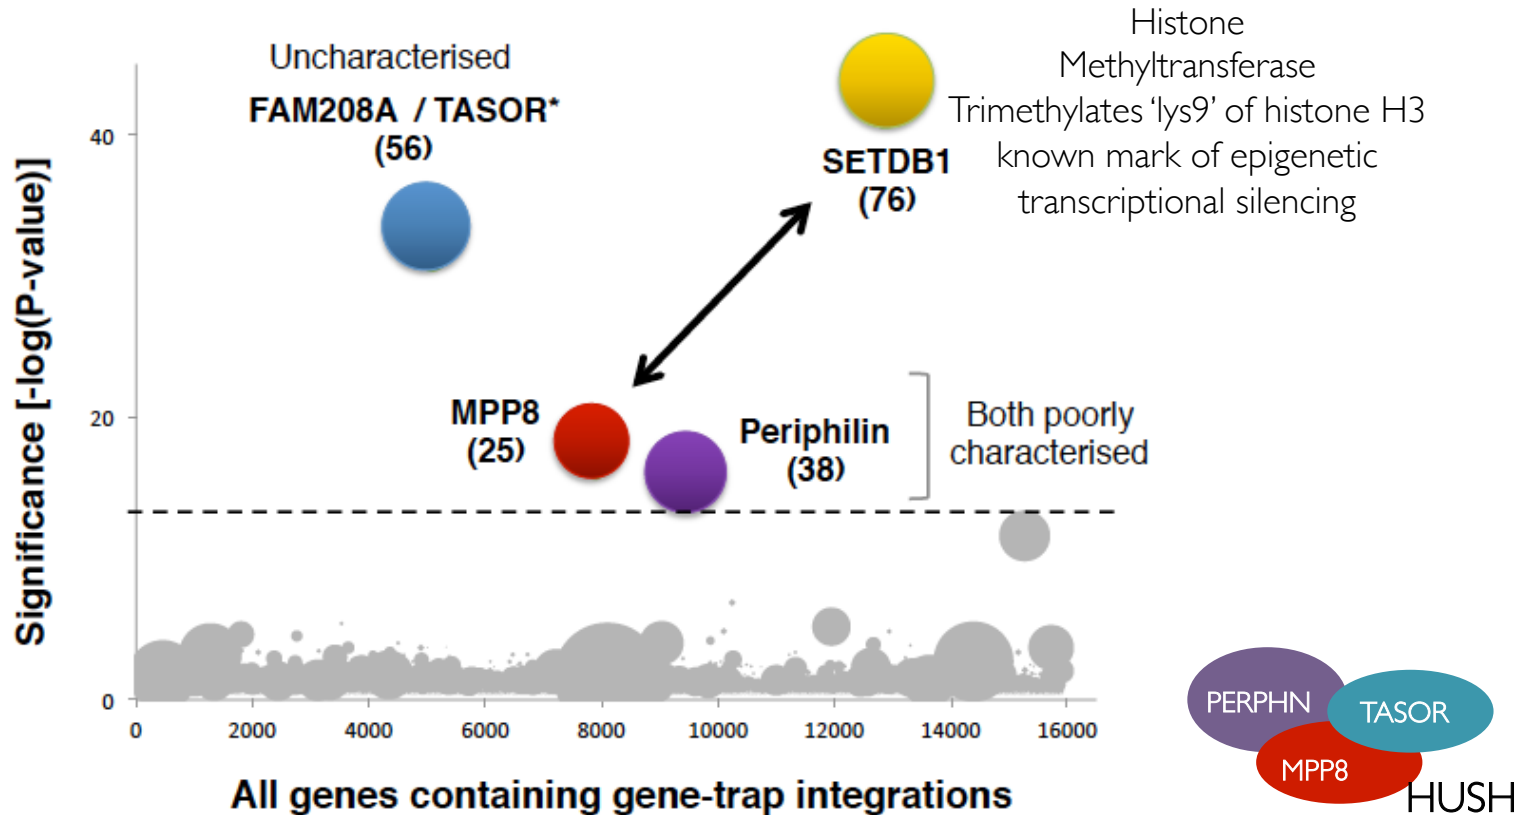 Uncharacterised
FAM208A / TASOR*
(56)
Histone
Methyltransferase
Trimethylates ‘lys9’ of histone H3
known mark of epigenetic
transcriptional silencing
SETDB1
(76)
MPP8
(25)
Periphilin
(38)
Both poorly
characterised
Significance [-log(P-value)]
40
20
0
0 2000 4000 6000 8000 10000 12000 14000 16000
All genes containing gene-trap integrations
PERPHN
TASOR
MPP8
HUSH